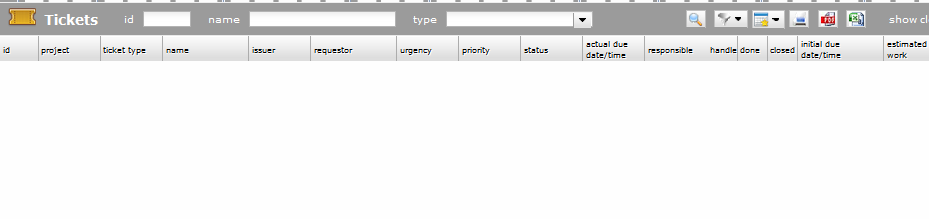 Tickets id name type show cl
id project ticket type name issuer requestor urgency priority status actual due date/time responsible handle done closed initial due date/time estimated work